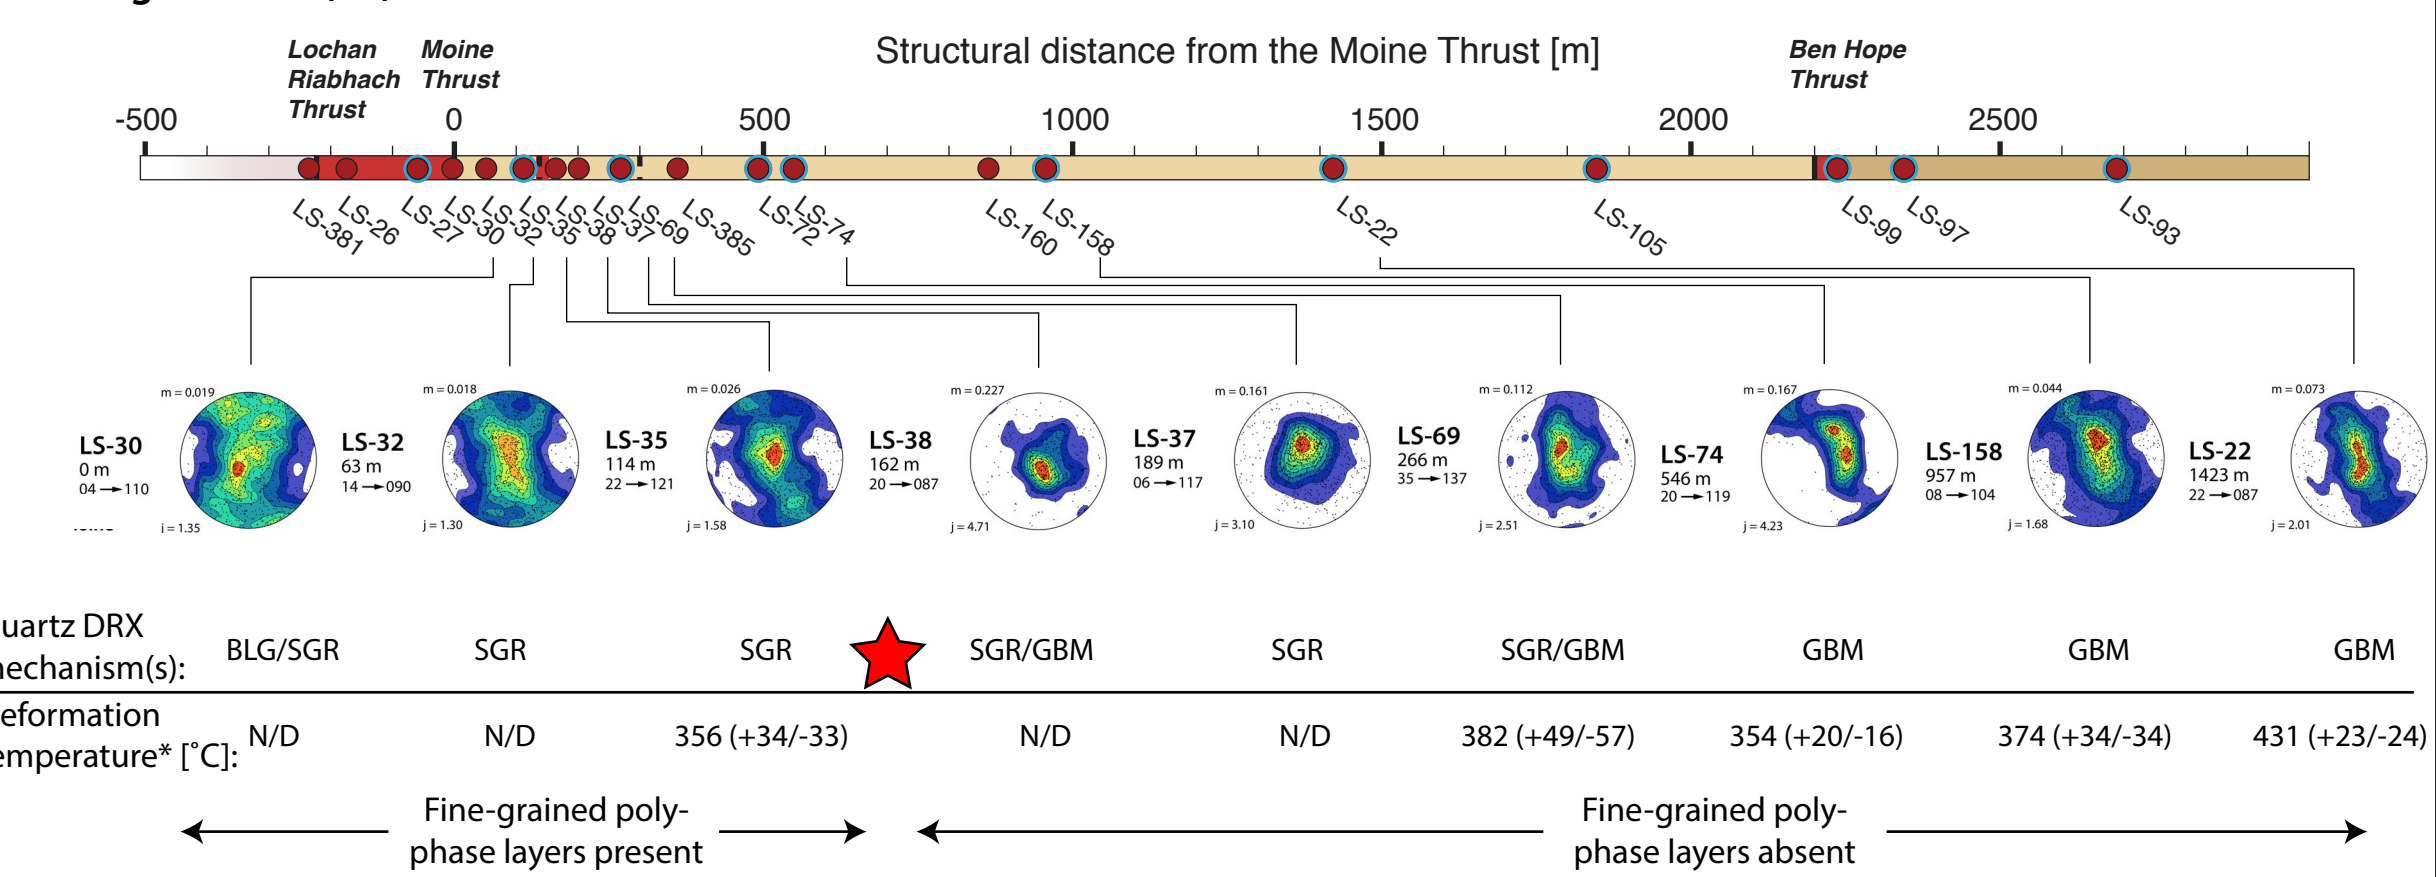 Lochan
Riabhach
Thrust
Moine
Thrust
Structural distance from the Moine Thrust [m]
Ben Hope
Thrust
-500 0 500 1000 1500 2000 2500
LS-381 LS-26 LS-27 LS-30 LS-32 LS-35 LS-38 LS-37 LS-69 LS-385 LS-72 LS-74 LS-160 LS-158 LS-22 LS-105 LS-99 LS-97 LS-93
m = 0.019
LS-30
0 m
04 → 110
j = 1.35
m = 0.018
LS-32
63 m
14 → 090
j = 1.30
m = 0.026
LS-35
114 m
22 → 121
j = 1.58
m = 0.227
LS-38
162 m
20 → 087
j = 4.71
m = 0.161
LS-37
189 m
06 → 117
j = 3.10
m = 0.112
LS-69
266 m
35 → 137
j = 2.51
m = 0.167
LS-74
546 m
20 → 119
j = 4.23
m = 0.044
LS-158
957 m
08 → 104
j = 1.68
m = 0.073
LS-22
1423 m
22 → 087
j = 2.01
uartz DRX
nechanism(s): BLG/SGR SGR SGR SGR/GBM SGR SGR/GBM GBM GBM GBM
eformation
emperature* [˚C]: N/D N/D 356 (+34/-33) N/D N/D 382 (+49/-57) 354 (+20/-16) 374 (+34/-34) 431 (+23/-24)
Fine-grained poly-
phase layers present
Fine-grained poly-
phase layers absent